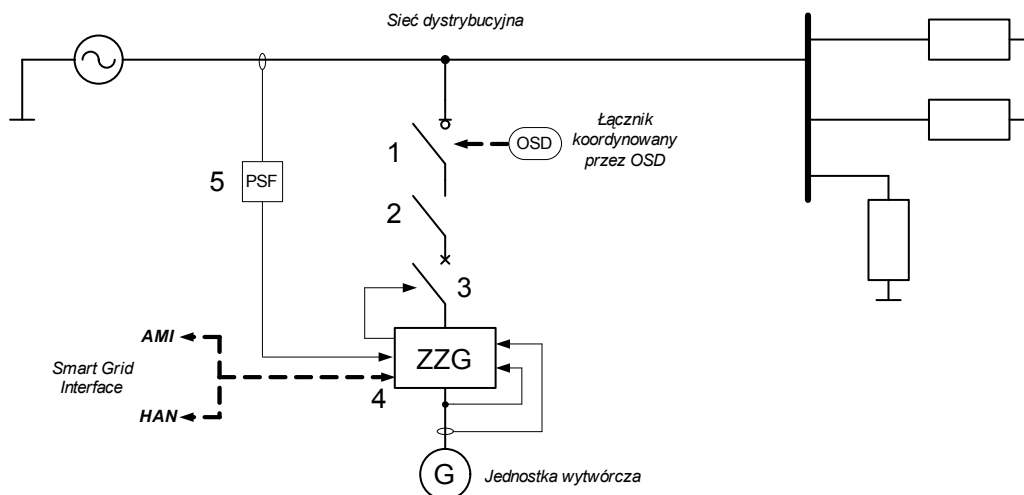 Sieć dystrybucyjna
1
OSD
Łącznik
koordynowany
przez OSD
5
PSF
2
3
AMI
ZZG
Smart Grid
Interface
4
HAN
G
Jednostka wytwórcza